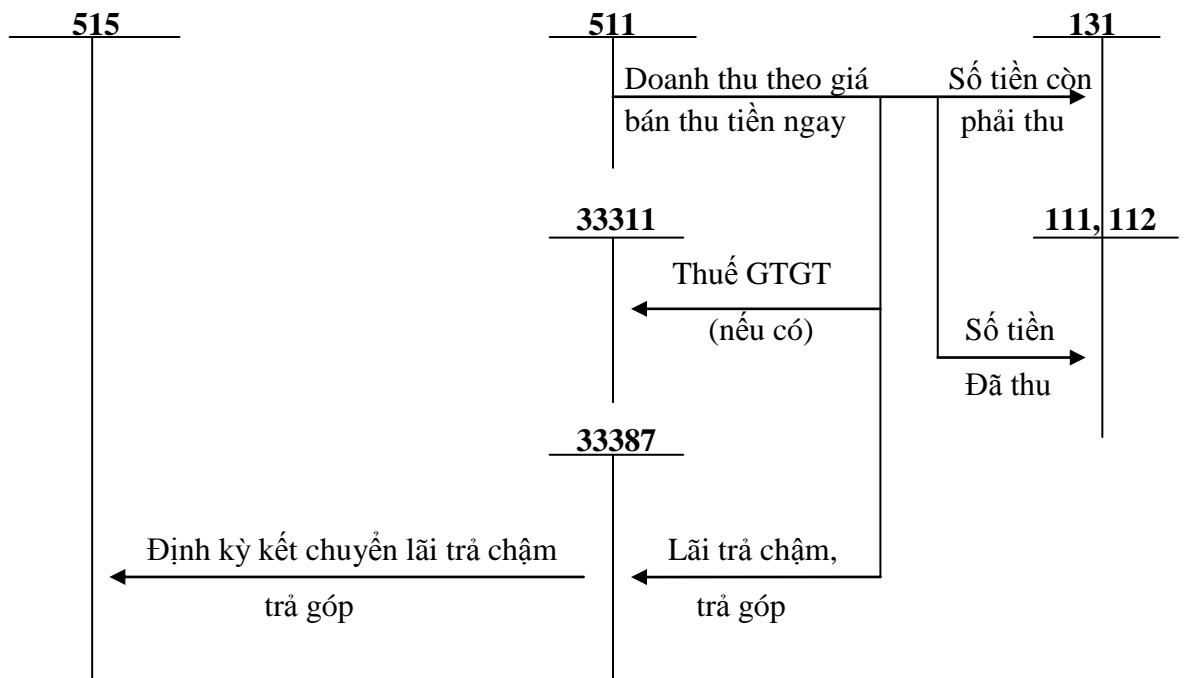 515
511
131
Doanh thu theo giá
bán thu tiền ngay
Số tiền còn
phải thu
33311
111, 112
Thuế GTGT
(nếu có)
Số tiền
Đã thu
33387
Định kỳ kết chuyển lãi trả chậm
trả góp
Lãi trả chậm,
trả góp